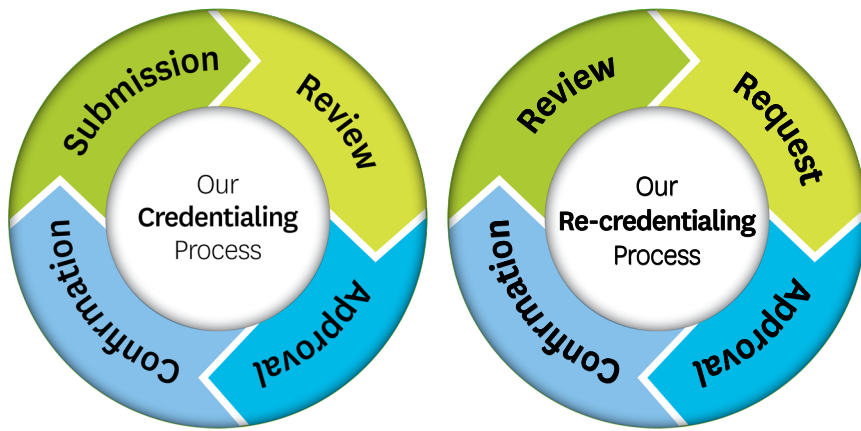 Submission
Review
Approval
Confirmation
Our
Credentialing
Process
Review
Request
Approval
Confirmation
Our
Re-credentialing
Process